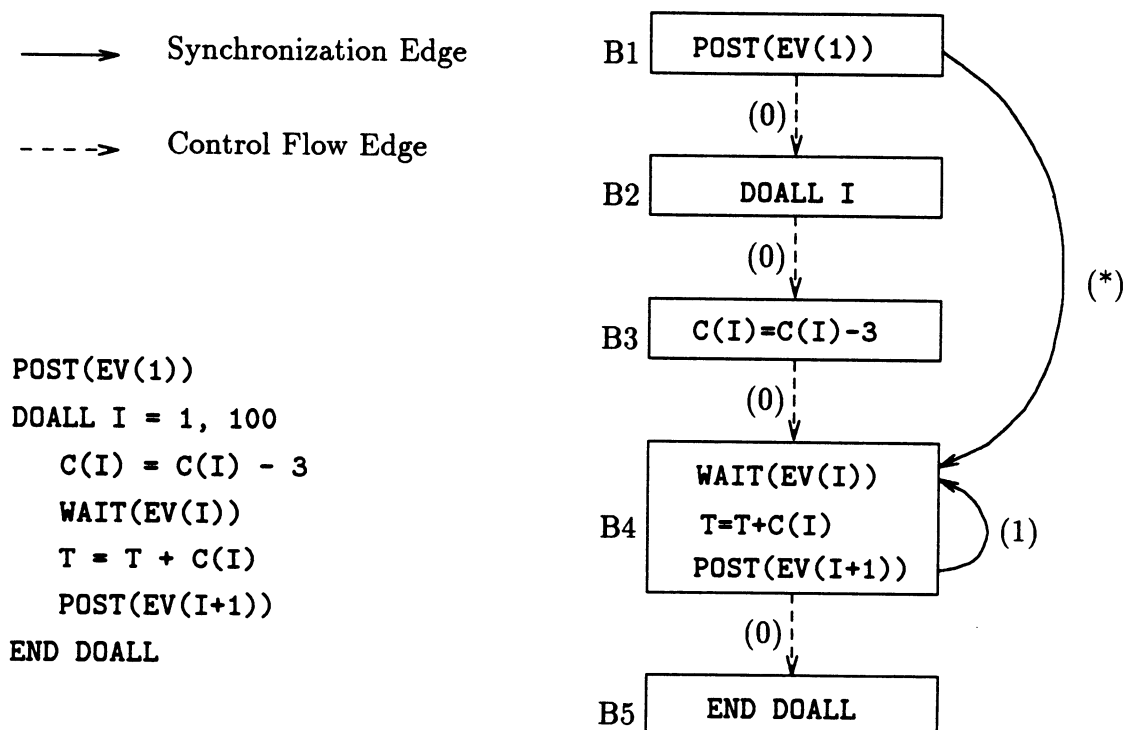 Synchronization Edge
Control Flow Edge
POST(EV(1))
DOALL I = 1, 100
C(I) = C(I) - 3
WAIT(EV(I))
T = T + C(I)
POST(EV(I+1))
END DOALL
B1
POST(EV(1))
(0)
B2
DOALL I
(0)
(*)
B3
C(I)=C(I)-3
(0)
WAIT(EV(I))
B4
T=T+C(I)
(1)
POST(EV(I+1))
(0)
B5
END DOALL